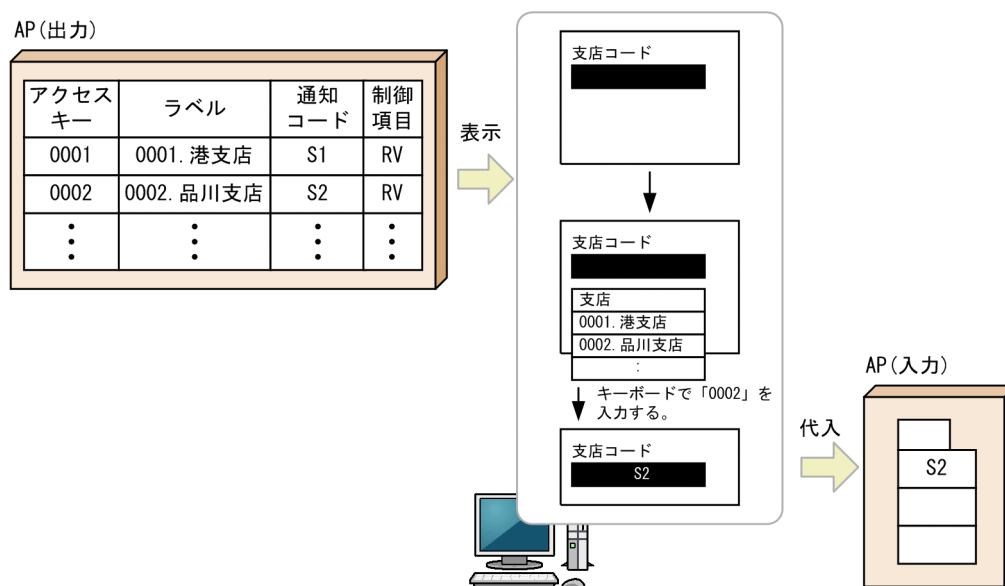 AP(出力)
アクセス
キー
ラベル
通知
コード
制御
項目
0001
0001.港支店
S1
RV
0002
0002.品川支店
S2
RV
表示
支店コード
支店コード
支店
0001.港支店
0002.品川支店
:
キーボードで「0002」を
入力する。
支店コード
S2
代入
AP(入力)
S2